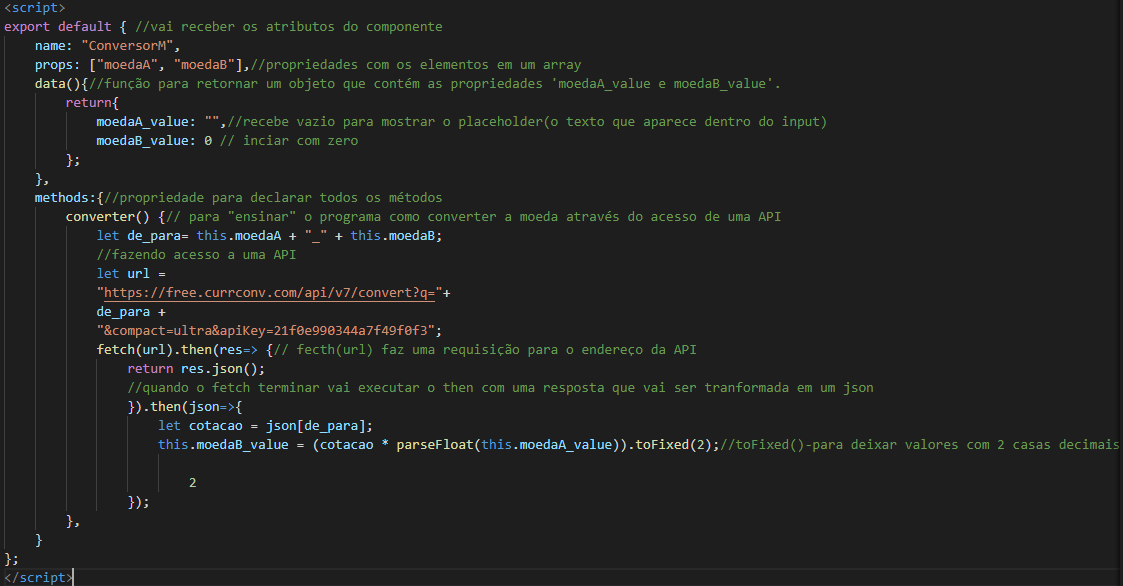 <script>
export default { //vai receber os atributos do componente
name: "ConversorM",
props: ["moedaA", "moedaB"],//propriedades com os elementos em um array
data(){//função para retornar um objeto que contém as propriedades 'moedaA_value e moedaB_value'.
return{
moedaA_value: "",//recebe vazio para mostrar o placeholder(o texto que aparece dentro do input)
moedaB_value: 0 // inciar com zero
};
},
methods:{//propriedade para declarar todos os métodos
converter() {// para "ensinar" o programa como converter a moeda através do acesso de uma API
let de_para= this.moedaA + "_" + this.moedaB;
//fazendo acesso a uma API
let url =
"https://free.currconv.com/api/v7/convert?q="+
de_para +
"&compact=ultra&apiKey=21f0e990344a7f49f0f3";
fetch(url).then(res=> {// fecth(url) faz uma requisição para o endereço da API
return res.json();
//quando o fetch terminar vai executar o then com uma resposta que vai ser tranformada em um json
}).then(json=>{
let cotacao = json[de_para];
this.moedaB_value = (cotacao * parseFloat(this.moedaA_value)).toFixed(2);//toFixed()-para deixar valores com 2 casas decimais
2
});
},
}
};
</script>